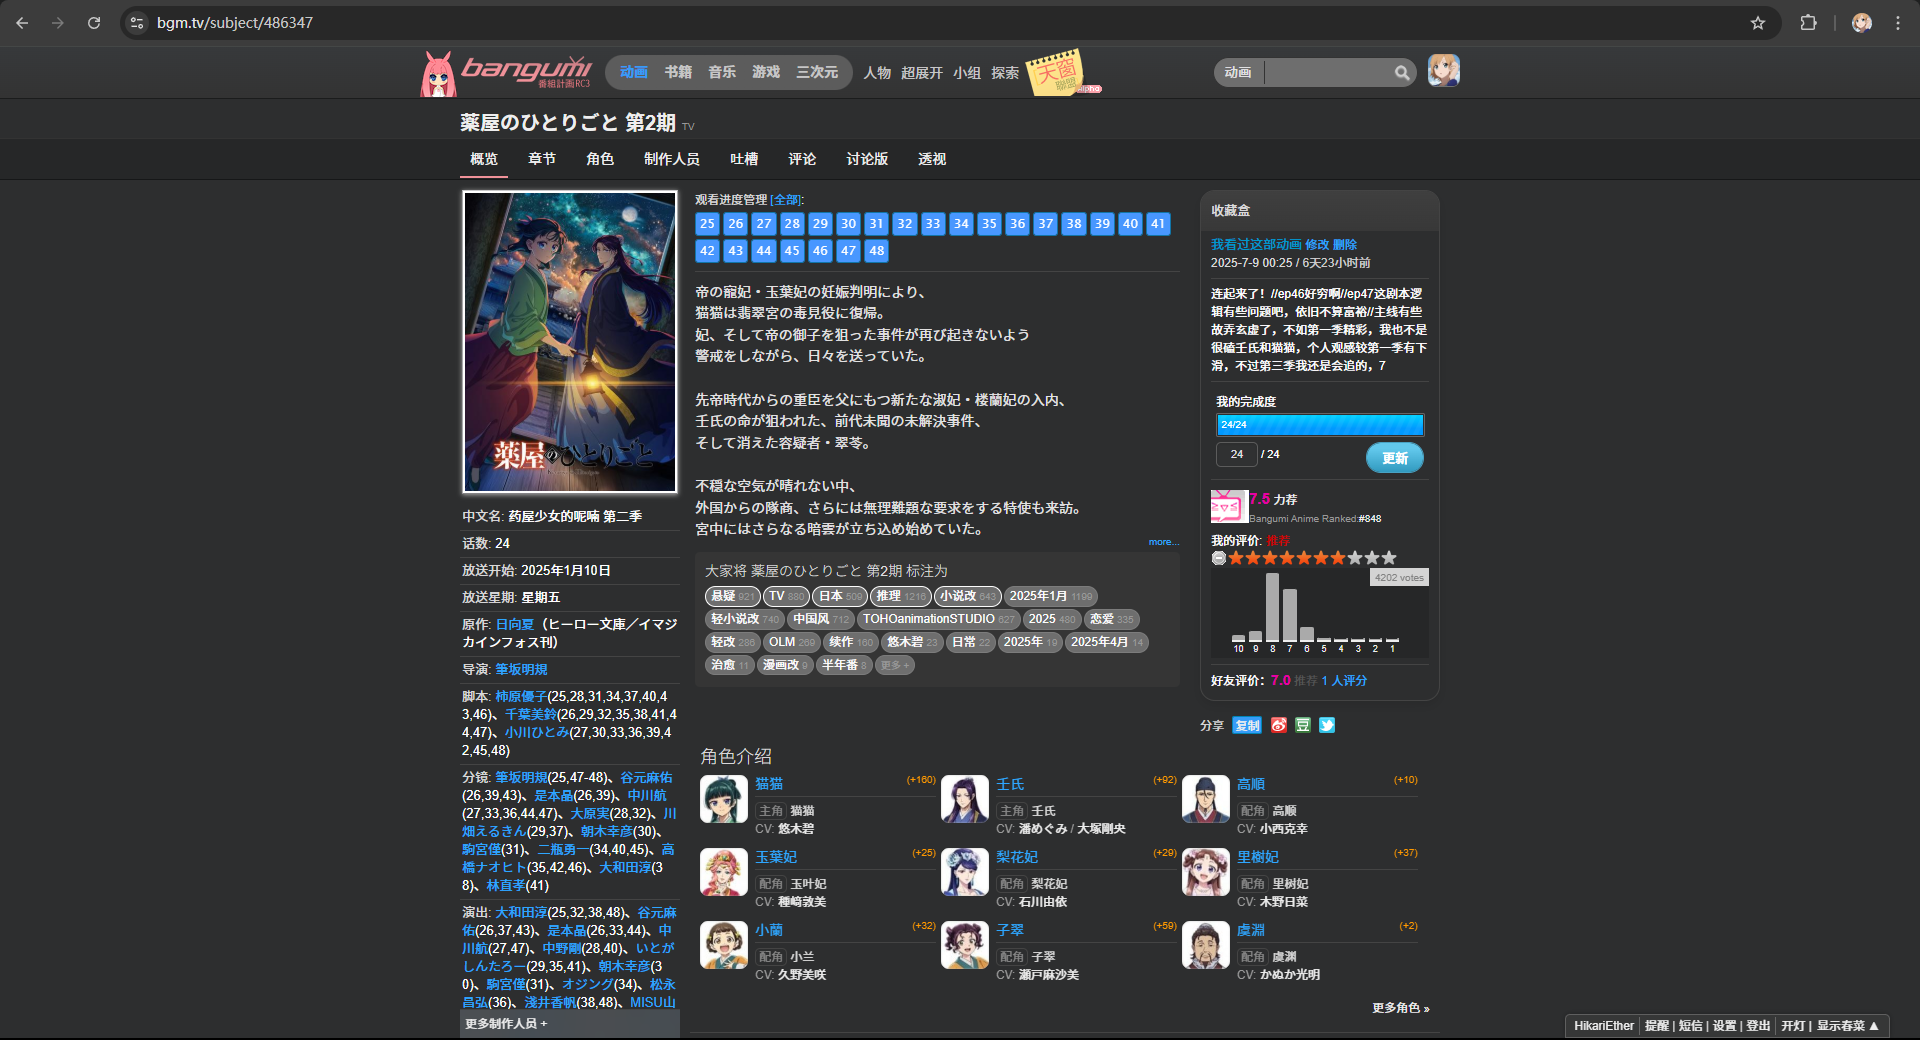 bgm.tv/subject/486347
bangumi
番組計画RC3
动画 书籍 音乐 游戏 三次元 人物 超展开 小组 探索
天窗
聯盟
alpha
动画
薬屋のひとりごと 第2期 TV
概览 章节 角色 制作人员 吐槽 评论 讨论版 透视
薬屋のひとりごと
中文名: 药屋少女的呢喃 第二季
话数: 24
放送开始: 2025年1月10日
放送星期: 星期五
原作: 日向夏（ヒーロー文庫／イマジ
カインフォス刊）
导演: 筆坂明規
脚本: 柿原優子(25,28,31,34,37,40,4
3,46)、千葉美鈴(26,29,32,35,38,41,4
4,47)、小川ひとみ(27,30,33,36,39,4
2,45,48)
分镜: 筆坂明規(25,47-48)、谷元麻佑
(26,39,43)、是本晶(26,39)、中川航
(27,33,36,44,47)、大原実(28,32)、川
畑えるきん(29,37)、朝木幸彦(30)、
駒宮僅(31)、二瓶勇一(34,40,45)、高
橋ナオヒト(35,42,46)、大和田淳(3
8)、林直孝(41)
演出: 大和田淳(25,32,38,48)、谷元麻
佑(26,37,43)、是本晶(26,33,44)、中
川航(27,47)、中野剛(28,40)、いとが
しんたろー(29,35,41)、朝木幸彦(3
0)、駒宮僅(31)、オジング(34)、松永
昌弘(36)、淺井香帆(38,48)、MISU山
更多制作人员 +
观看进度管理 [全部]:
25 26 27 28 29 30 31 32 33 34 35 36 37 38 39 40 41
42 43 44 45 46 47 48
帝の寵妃・玉葉妃の妊娠判明により、
猫猫は翡翠宮の毒見役に復帰。
妃、そして帝の御子を狙った事件が再び起きないよう
警戒をしながら、日々を送っていた。
先帝時代からの重臣を父にもつ新たな淑妃・楼蘭妃の入内、
壬氏の命が狙われた、前代未聞の未解決事件、
そして消えた容疑者・翠苓。
不穏な空気が晴れない中、
外国からの隊商、さらには無理難題な要求をする特使も来訪。
宮中にはさらなる暗雲が立ち込め始めていた。
more...
大家将 薬屋のひとりごと 第2期 标注为
悬疑 921 TV 880 日本 509 推理 1216 小说改 643 2025年1月 1199
轻小说改 740 中国风 712 TOHOanimationSTUDIO 627 2025 480 恋爱 335
轻改 286 OLM 269 续作 160 悠木碧 23 日常 22 2025年 19 2025年4月 14
治愈 11 漫画改 9 半年番 8 更多 +
角色介绍
猫猫 (+160)
主角 猫猫
CV: 悠木碧
壬氏 (+92)
主角 壬氏
CV: 潘めぐみ / 大塚剛央
高順 (+10)
配角 高顺
CV: 小西克幸
玉葉妃 (+25)
配角 玉叶妃
CV: 種﨑敦美
梨花妃 (+29)
配角 梨花妃
CV: 石川由依
里樹妃 (+37)
配角 里树妃
CV: 木野日菜
小蘭 (+32)
配角 小兰
CV: 久野美咲
子翠 (+59)
配角 子翠
CV: 瀬戸麻沙美
虞淵 (+2)
配角 虞渊
CV: かぬか光明
更多角色 »
收藏盒
我看过这部动画 修改 删除
2025-7-9 00:25 / 6天23小时前
连起来了！//ep46好穷啊//ep47这剧本逻
辑有些问题吧，依旧不算富裕//主线有些
故弄玄虚了，不如第一季精彩，我也不是
很磕壬氏和猫猫，个人观感较第一季有下
滑，不过第三季我还是会追的，7
我的完成度
24/24
24 / 24
更新
7.5 力荐
Bangumi Anime Ranked:#848
我的评价: 推荐
4202 votes
10 9 8 7 6 5 4 3 2 1
好友评价：7.0 推荐 1 人评分
分享 复制
豆
HikariEther 提醒 | 短信 | 设置 | 登出 开灯 | 显示春菜 ▲